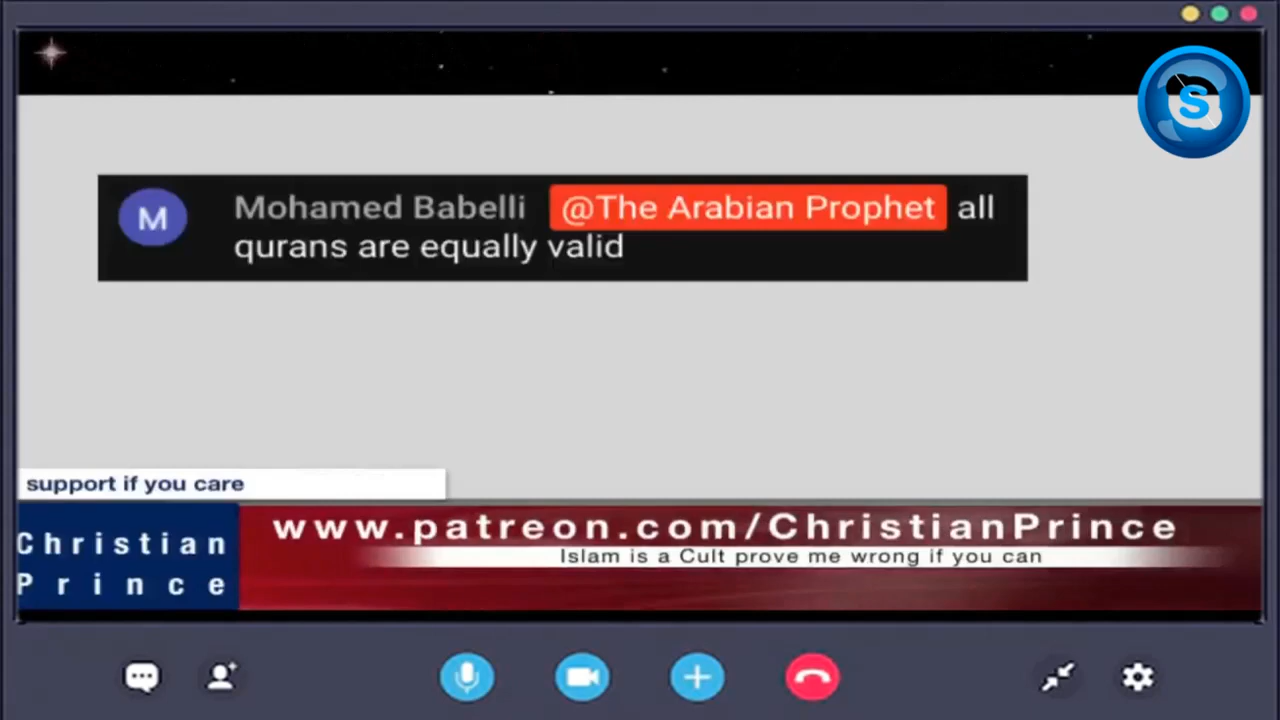 S
M
Mohamed Babelli @The Arabian Prophet all
qurans are equally valid
support if you care
Christian
Prince
www.patreon.com/ChristianPrince
Islam is a Cult prove me wrong if you can